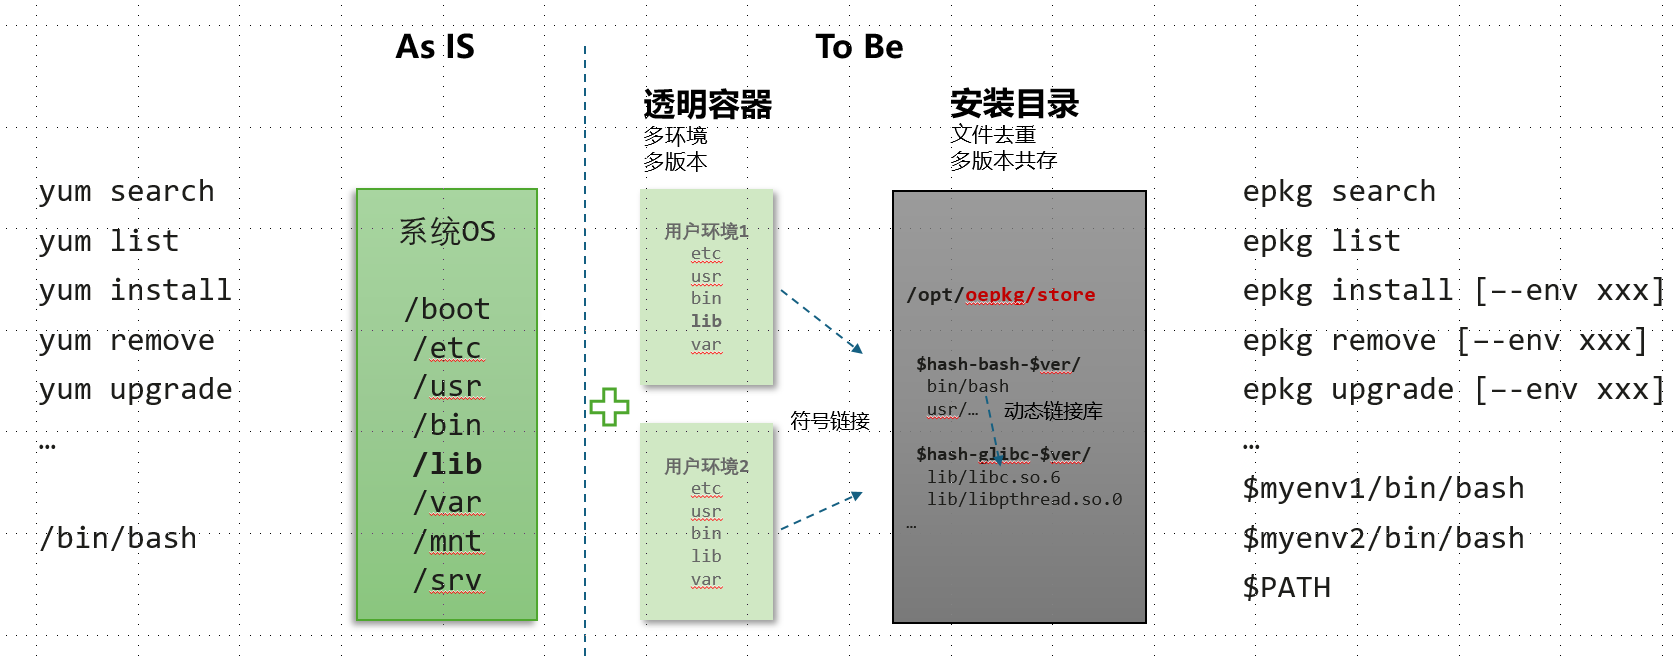 As IS
To Be
透明容器
多环境
多版本
安装目录
文件去重
多版本共存
yum search
yum list
yum install
yum remove
yum upgrade
…
/bin/bash
系统OS
/boot
/etc
/usr
/bin
/lib
/var
/mnt
/srv
用户环境1
etc
usr
bin
lib
var
用户环境2
etc
usr
bin
lib
var
符号链接
/opt/oepkg/store
$hash-bash-$ver/
bin/bash
usr/…
动态链接库
$hash-glibc-$ver/
lib/libc.so.6
lib/libpthread.so.0
…
epkg search
epkg list
epkg install [--env xxx]
epkg remove [--env xxx]
epkg upgrade [--env xxx]
…
$myenv1/bin/bash
$myenv2/bin/bash
$PATH